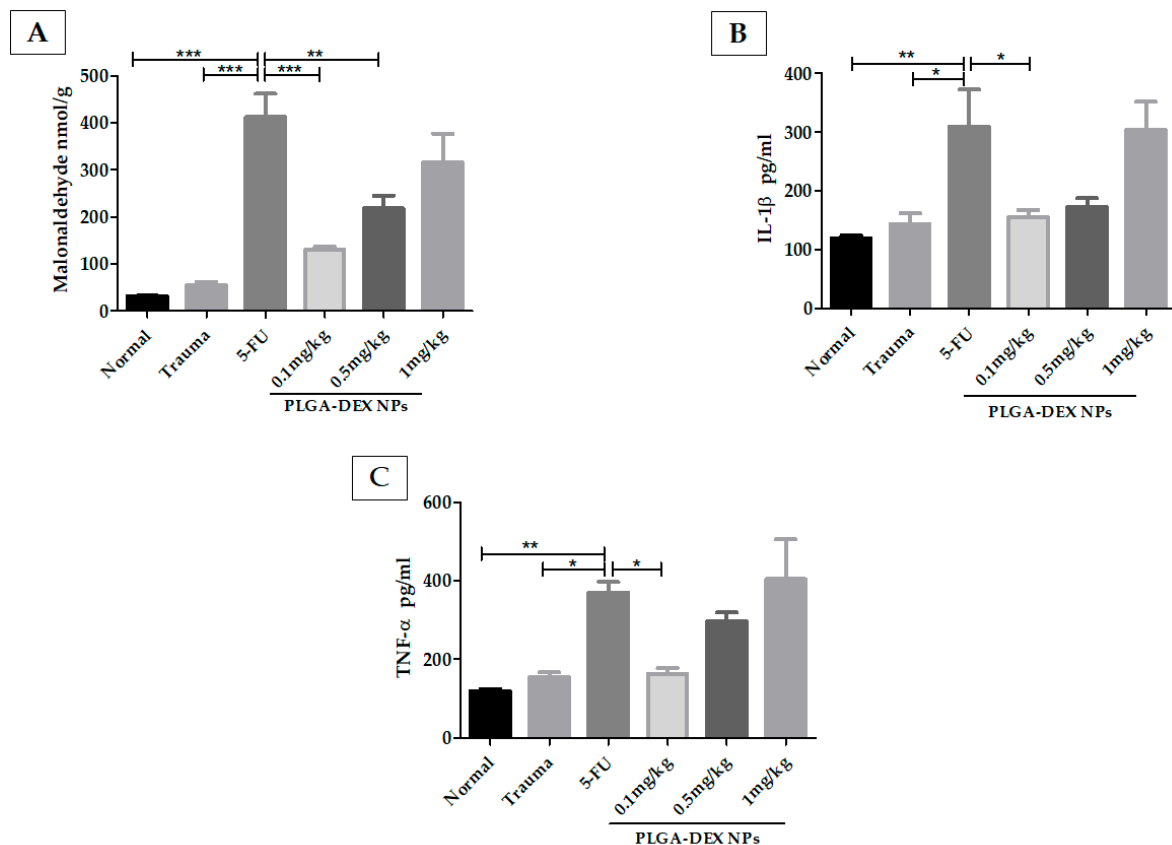 A
*** **
*** ***
500
400
300
200
100
0
Malonaldehyde nmol/g
Normal
Trauma
5-FU
0.1mg/kg
0.5mg/kg
1mg/kg
PLGA-DEX NPs
B
** *
*
400
300
200
100
0
IL-1β pg/ml
Normal
Trauma
5-FU
0.1mg/kg
0.5mg/kg
1mg/kg
PLGA-DEX NPs
C
**
* *
600
400
200
0
TNF-α pg/ml
Normal
Trauma
5-FU
0.1mg/kg
0.5mg/kg
1mg/kg
PLGA-DEX NPs